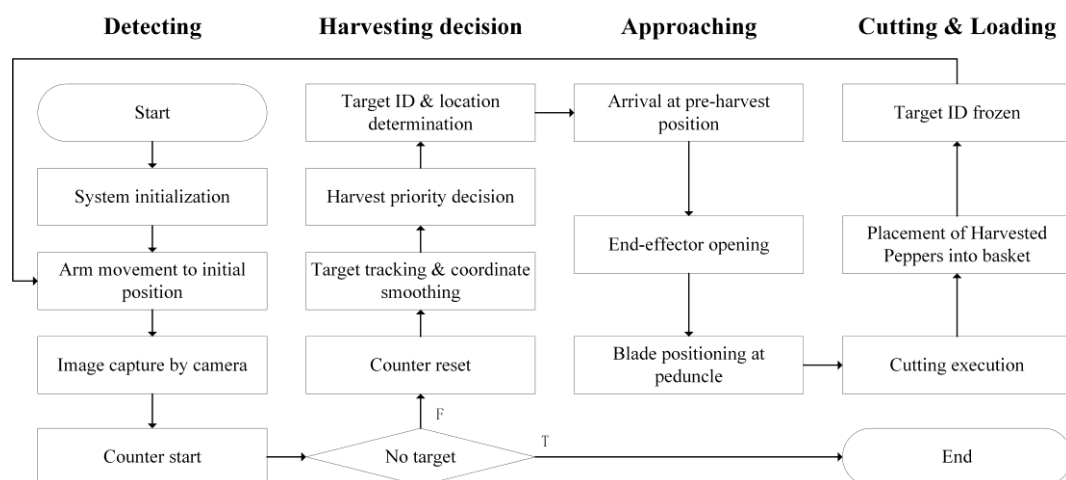 Detecting
Harvesting decision
Approaching
Cutting & Loading
Start
System initialization
Arm movement to initial
position
Image capture by camera
Counter start
Target ID & location
determination
Harvest priority decision
Target tracking & coordinate
smoothing
Counter reset
F
No target
T
Arrival at pre-harvest
position
End-effector opening
Blade positioning at
peduncle
Target ID frozen
Placement of Harvested
Peppers into basket
Cutting execution
End